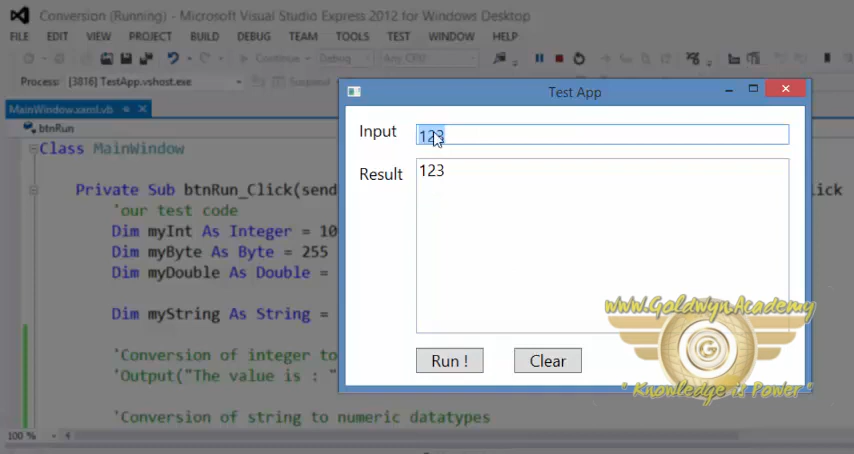 Conversion (Running) - Microsoft Visual Studio Express 2012 for Windows Desktop
FILE EDIT VIEW PROJECT BUILD DEBUG TEAM TOOLS TEST WINDOW HELP
Continue Debug Any CPU
Process: [3816] TestApp.vshost.exe Suspend
MainWindow.xaml.vb
btnRun
Class MainWindow
Private Sub btnRun_Click(send
lick
'our test code
Dim myInt As Integer = 10
Dim myByte As Byte = 255
Dim myDouble As Double =
Dim myString As String =
'Conversion of integer to
'Output("The value is : "
'Conversion of string to numeric datatypes
100 %
Test App
Input
123
Result
123
Run !
Clear
www.GoldwynAcademy
G
" Knowledge is Power "